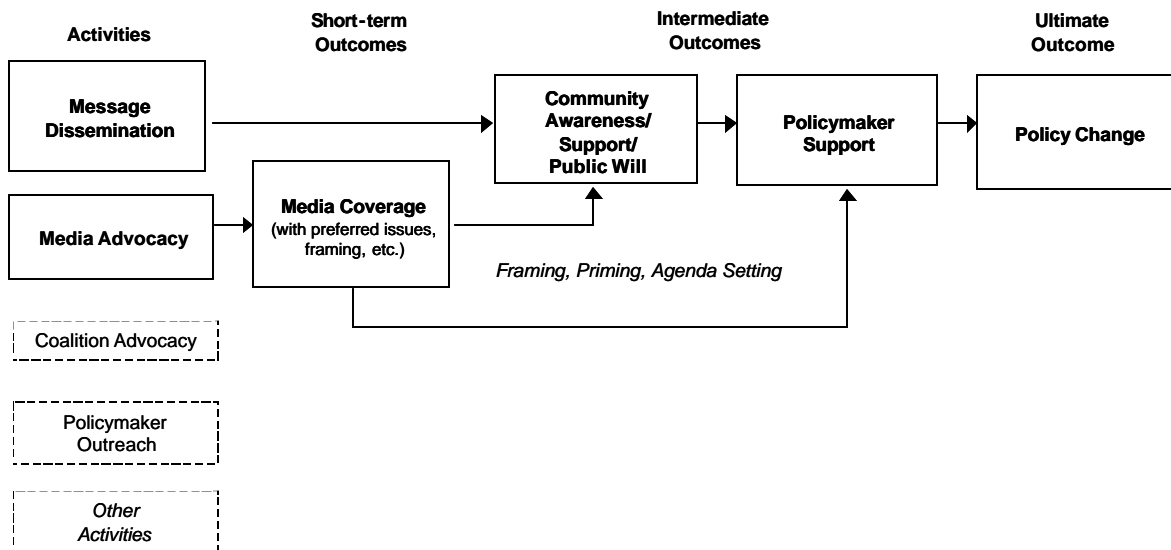 Activities
Short-term
Outcomes
Intermediate
Outcomes
Ultimate
Outcome
Message
Dissemination
Community
Awareness/
Support/
Public Will
Policymaker
Support
Policy Change
Media Advocacy
Media Coverage
(with preferred issues,
framing, etc.)
Framing, Priming, Agenda Setting
Coalition Advocacy
Policymaker
Outreach
Other
Activities